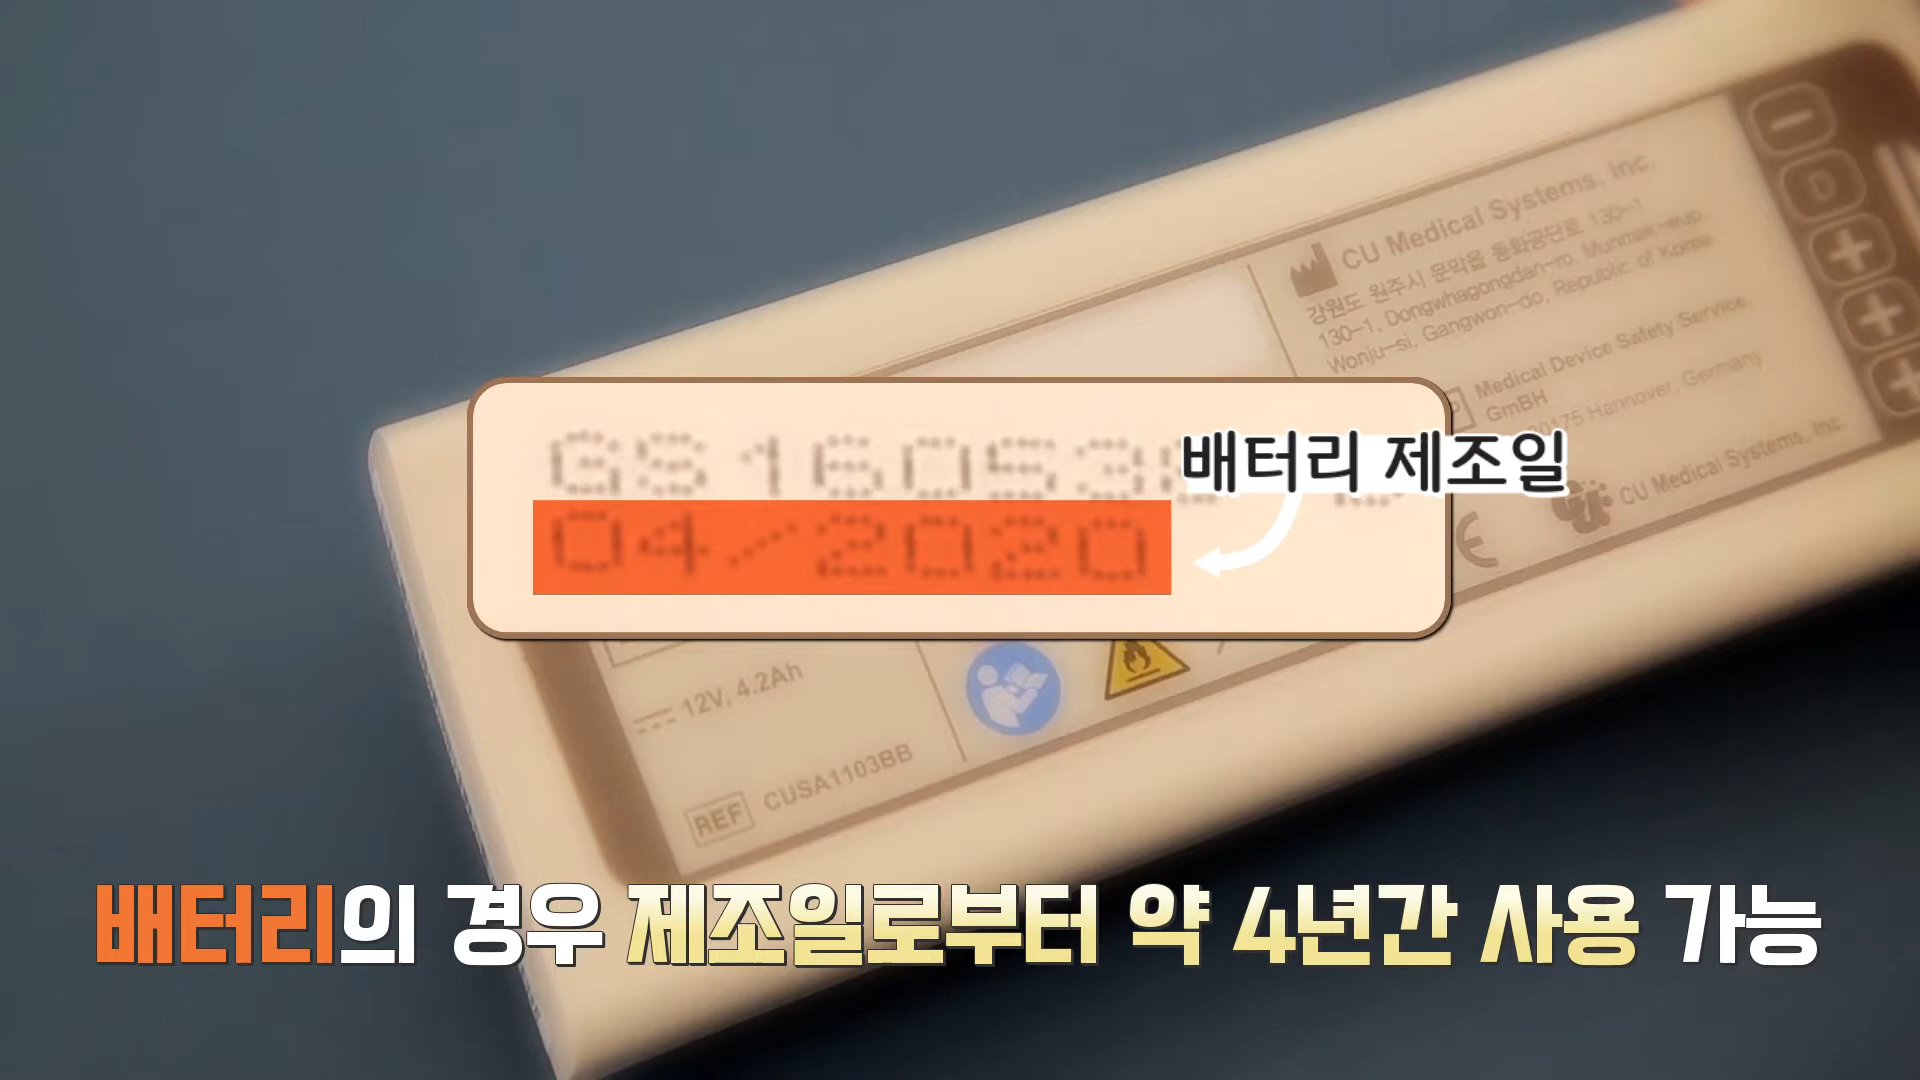 CU Medical Systems, Inc.
강원도 원주시 문막읍 동화공단로 130-1
130-1, Dongwhagongdan-ro, Munmak-eup,
Wonju-si, Gangwon-do, Republic of Korea
Medical Device Safety Service,
GmBH
30175 Hannover, Germany
CU Medical Systems, Inc.
배터리 제조일
04/2020
12V, 4.2Ah
REF CUSA1103BB
배터리의 경우 제조일로부터 약 4년간 사용 가능